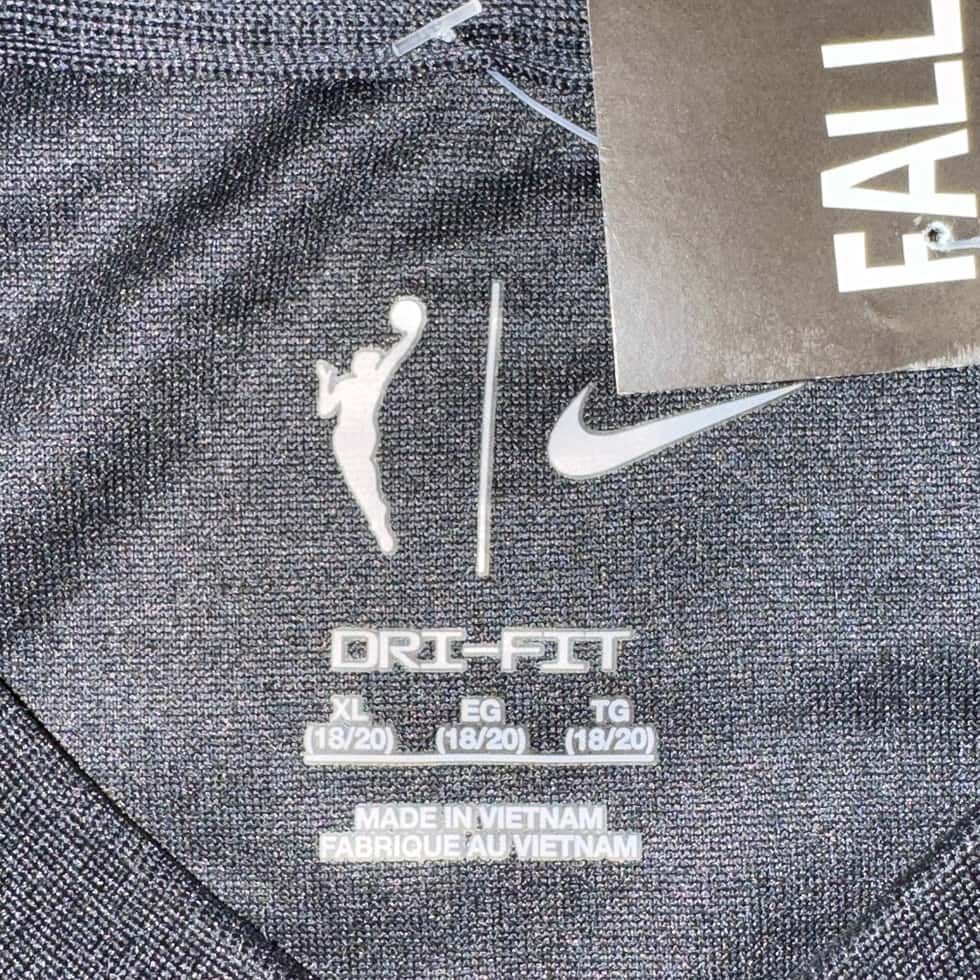 FALL
DRI-FIT
XL EG TG
(18/20) (18/20) (18/20)
MADE IN VIETNAM
FABRIQUE AU VIETNAM